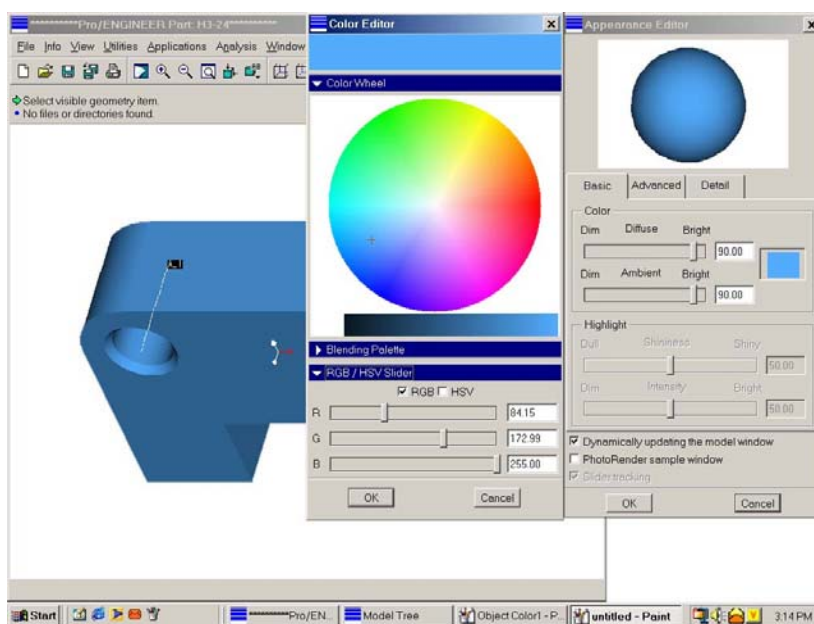 **********Pro/ENGINEER Part: H3-24**********
File Info View Utilities Applications Analysis Window
Select visible geometry item.
No files or directories found.
Color Editor
Color Wheel
Blending Palette
RGB / HSV Slider
RGB HSV
R 84.15
G 172.99
B 255.00
OK Cancel
Appearance Editor
Basic Advanced Detail
Color
Dim Diffuse Bright
90.00
Dim Ambient Bright
90.00
Highlight
Dull Shininess Shiny
50.00
Dim Intensity Bright
50.00
Dynamically updating the model window
PhotoRender sample window
Slider tracking
OK Cancel
Start **********Pro/EN... Model Tree Object Color1 - P... untitled - Paint 3:14 PM